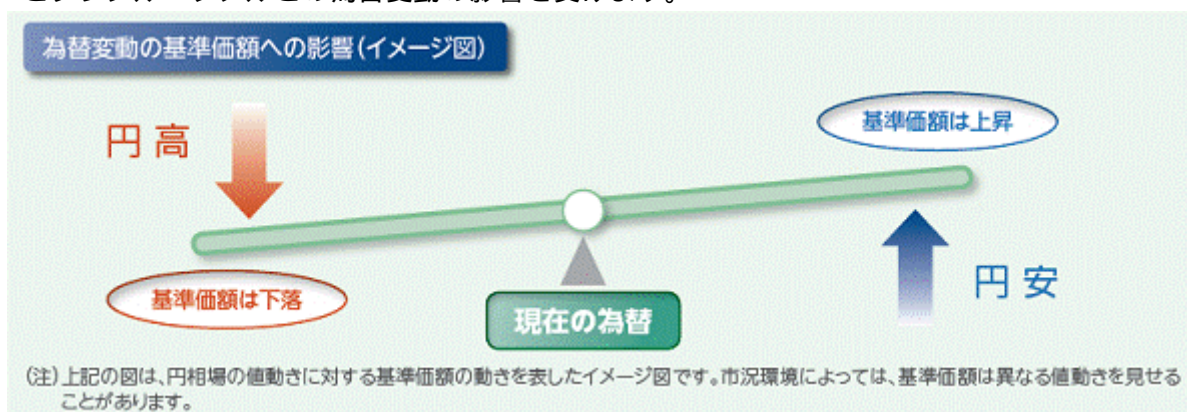 為替変動の基準価額への影響(イメージ図)
円高
基準価額は上昇
基準価額は下落
円安
現在の為替
(注)上記の図は、円相場の値動きに対する基準価額の動きを表したイメージ図です。市況環境によっては、基準価額は異なる値動きを見せる
ことがあります。